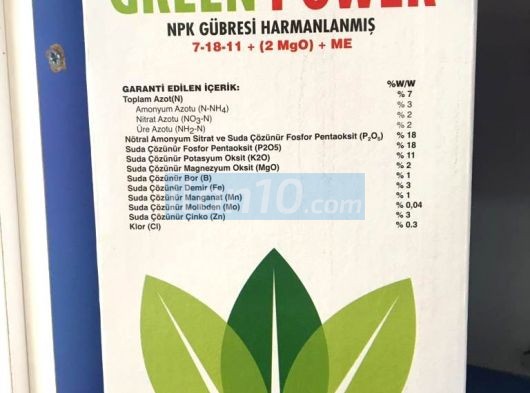 GREEN POWER
NPK GÜBRESİ HARMANLANMIŞ
7-18-11 + (2 MgO) + ME
GARANTİ EDİLEN İÇERİK: %W/W
Toplam Azot(N) % 7
Amonyum Azotu (N-NH4) % 3
Nitrat Azotu (NO3-N) % 2
Üre Azotu (NH2-N) % 2
Nötral Amonyum Sitrat ve Suda Çözünür Fosfor Pentaoksit (P2O5) % 18
Suda Çözünür Fosfor Pentaoksit (P2O5) % 18
Suda Çözünür Potasyum Oksit (K2O) % 11
Suda Çözünür Magnezyum Oksit (MgO) % 2
Suda Çözünür Bor (B) % 1
Suda Çözünür Demir (Fe) % 3
Suda Çözünür Manganat (Mn) % 1
Suda Çözünür Molibden (Mo) % 0,04
Suda Çözünür Çinko (Zn) % 3
Klor (Cl) % 0.3